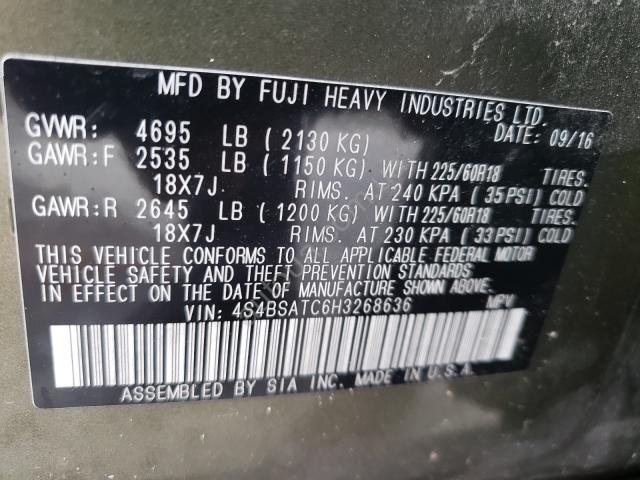 MFD BY FUJI HEAVY INDUSTRIES LTD.
DATE: 09/16
GVWR: 4695 LB (2130 KG)
GAWR:F 2535 LB (1150 KG) WITH 225/60R18 TIRES.
18X7J RIMS. AT 240 KPA (35PSI) COLD
GAWR:R 2645 LB (1200 KG) WITH 225/60R18 TIRES.
18X7J RIMS. AT 230 KPA (33PSI) COLD
THIS VEHICLE CONFORMS TO ALL APPLICABLE FEDERAL MOTOR
VEHICLE SAFETY AND THEFT PREVENTION STANDARDS
IN EFFECT ON THE DATE OF MANUFACTURE SHOWN ABOVE.
VIN: 4S4BSATC6H3268636 MPV
ASSEMBLED BY SIA INC. MADE IN U.S.A.